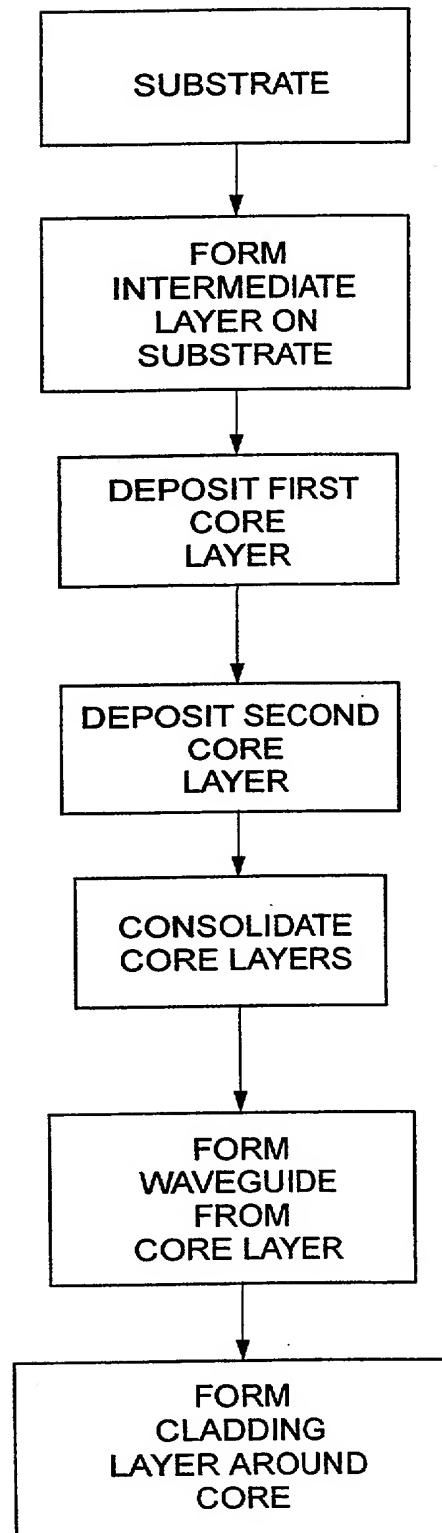 SUBSTRATE
FORM
INTERMEDIATE
LAYER ON
SUBSTRATE
DEPOSIT FIRST
CORE
LAYER
DEPOSIT SECOND
CORE
LAYER
CONSOLIDATE
CORE LAYERS
FORM
WAVEGUIDE
FROM
CORE LAYER
FORM
CLADDING
LAYER AROUND
CORE